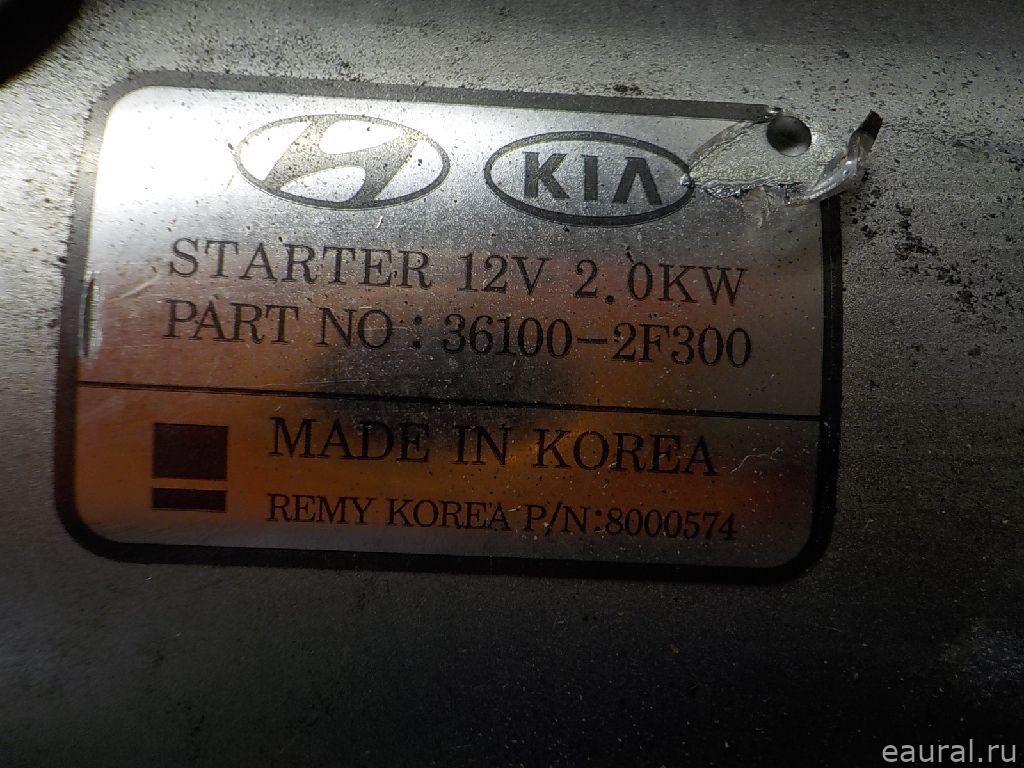 KIA
STARTER 12V 2.0KW
PART NO : 36100-2F300
MADE IN KOREA
REMY KOREA P/N:8000574
eaural.ru